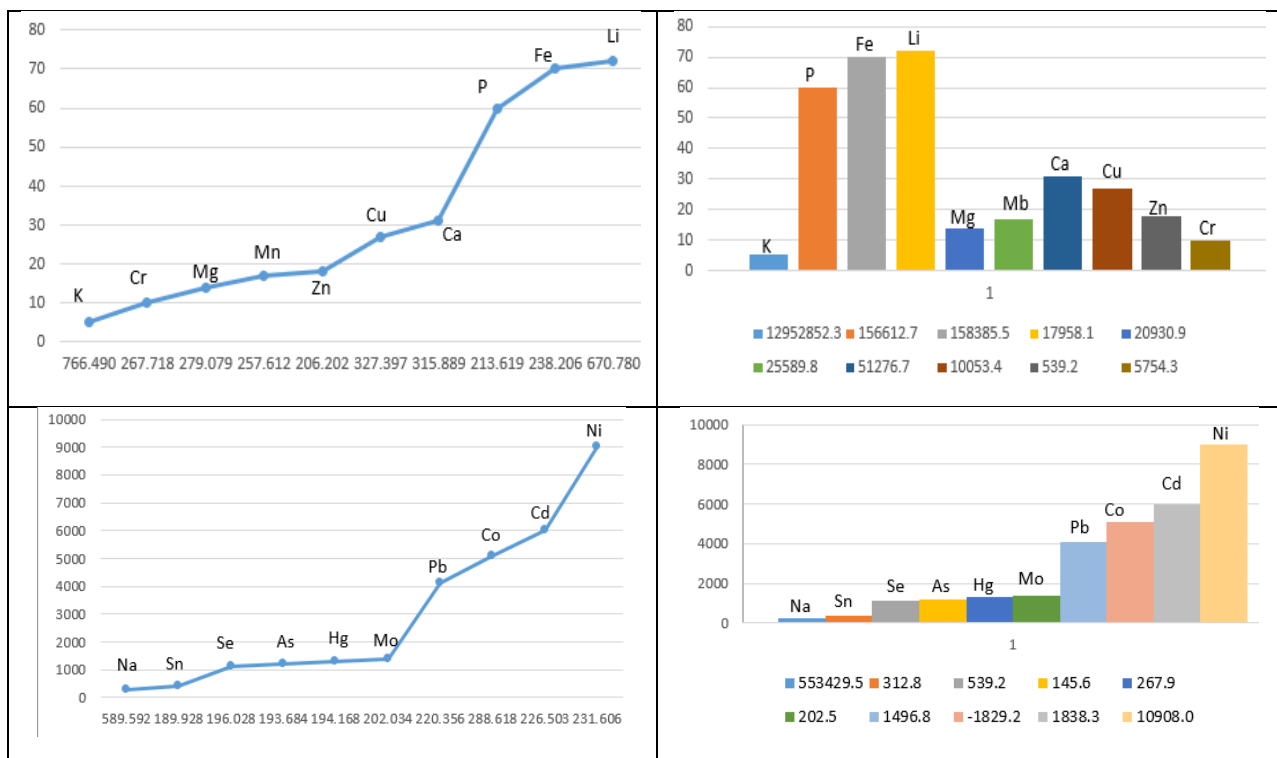 80
70
60
50
40
30
20
10
0
K
Cr
Mg
Mn
Zn
Cu
Ca
P
Fe
Li
766.490 267.718 279.079 257.612 206.202 327.397 315.889 213.619 238.206 670.780
80
70
60
50
40
30
20
10
0
K
P
Fe
Li
Mg
Mb
Ca
Cu
Zn
Cr
1
12952852.3 156612.7 158385.5 17958.1 20930.9
25589.8 51276.7 10053.4 539.2 5754.3
10000
9000
8000
7000
6000
5000
4000
3000
2000
1000
0
Na
Sn
Se
As
Hg
Mo
Pb
Co
Cd
Ni
589.592 189.928 196.028 193.684 194.168 202.034 220.356 288.618 226.503 231.606
10000
8000
6000
4000
2000
0
Na
Sn
Se
As
Hg
Mo
Pb
Co
Cd
Ni
1
553429.5 312.8 539.2 145.6 267.9
202.5 1496.8 -1829.2 1838.3 10908.0